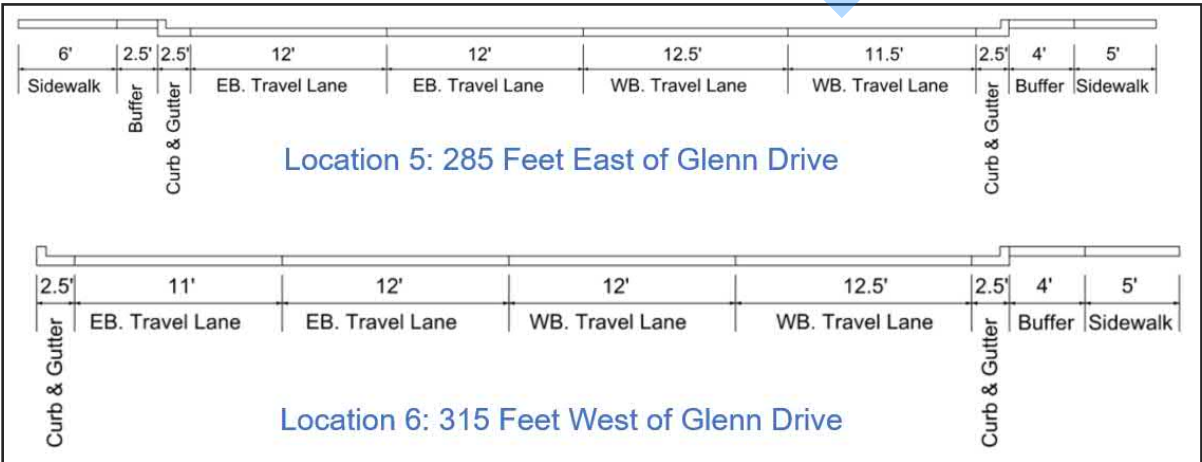 6' 2.5' 2.5' 12' 12' 12.5' 11.5' 2.5' 4' 5'
Sidewalk Buffer Curb & Gutter EB. Travel Lane EB. Travel Lane WB. Travel Lane WB. Travel Lane Curb & Gutter Buffer Sidewalk
Location 5: 285 Feet East of Glenn Drive
2.5' 11' 12' 12' 12.5' 2.5' 4' 5'
Curb & Gutter EB. Travel Lane EB. Travel Lane WB. Travel Lane WB. Travel Lane Curb & Gutter Buffer Sidewalk
Location 6: 315 Feet West of Glenn Drive